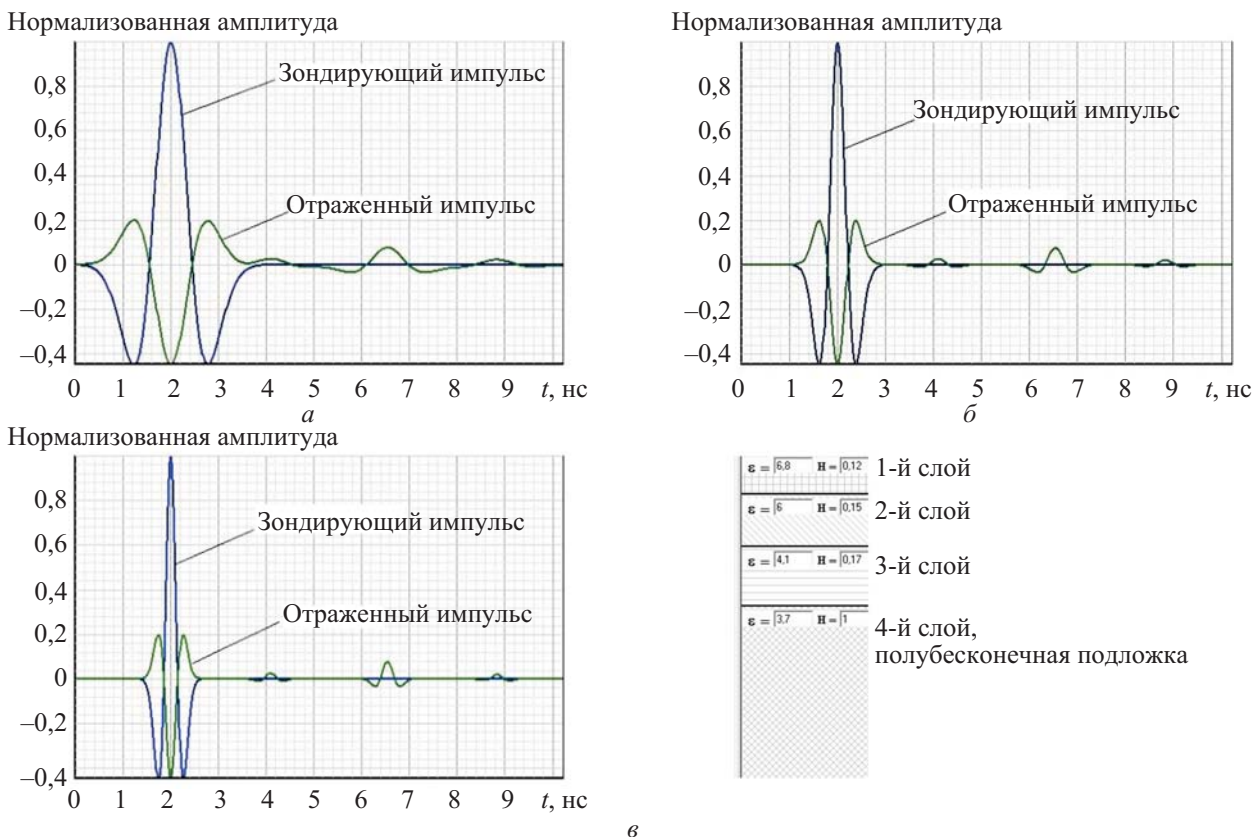 Нормализованная амплитуда
0,8
0,6
0,4
0,2
0
–0,2
–0,4
Зондирующий импульс
Отраженный импульс
0 1 2 3 4 5 6 7 8 9 t, нс
а
Нормализованная амплитуда
0,8
0,6
0,4
0,2
0
–0,2
–0,4
Зондирующий импульс
Отраженный импульс
0 1 2 3 4 5 6 7 8 9 t, нс
б
Нормализованная амплитуда
0,8
0,6
0,4
0,2
0
–0,2
–0,4
Зондирующий импульс
Отраженный импульс
0 1 2 3 4 5 6 7 8 9 t, нс
ε = 6,8 H = 0,12 1-й слой
ε = 6 H = 0,15 2-й слой
ε = 4,1 H = 0,17 3-й слой
ε = 3,7 H = 1 4-й слой,
полубесконечная подложка
в